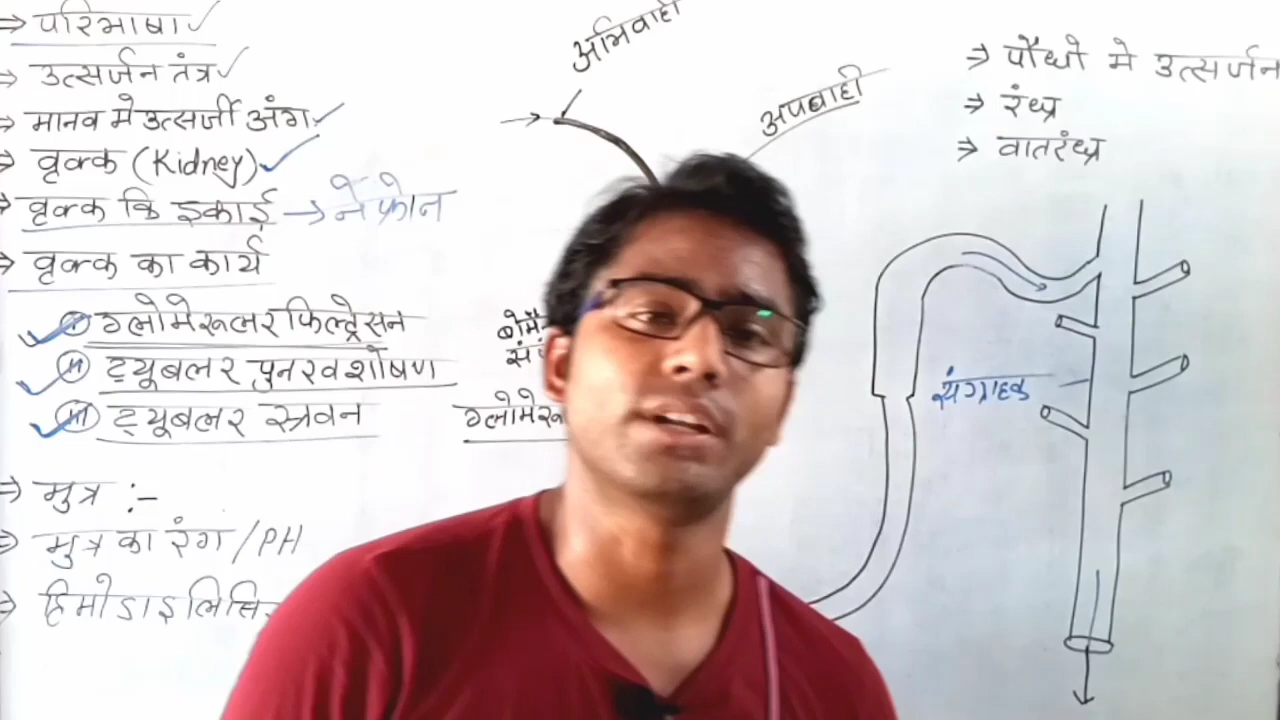 ⇒ परिभाषा ✓
⇒ उत्सर्जन तंत्र ✓
⇒ मानव मे उत्सर्जी अंग ✓
⇒ वृक्क (Kidney) ✓
⇒ वृक्क कि इकाई → नेफ्रोन
⇒ वृक्क का कार्य
(I) ग्लोमेरूलर फिल्ट्रेसन
(II) ट्यूबलर पुनरवशोषण
(III) ट्यूबलर स्त्रवन
⇒ मुत्र :-
⇒ मुत्र का रंग / PH
⇒ हिमोडाइलिसि
अभिवाही
अपवाही
बोमै
सं
ग्लोमेरू
⇒ पौधो मे उत्सर्जन
⇒ रंध्र
⇒ वातरंध्र
संग्राहक